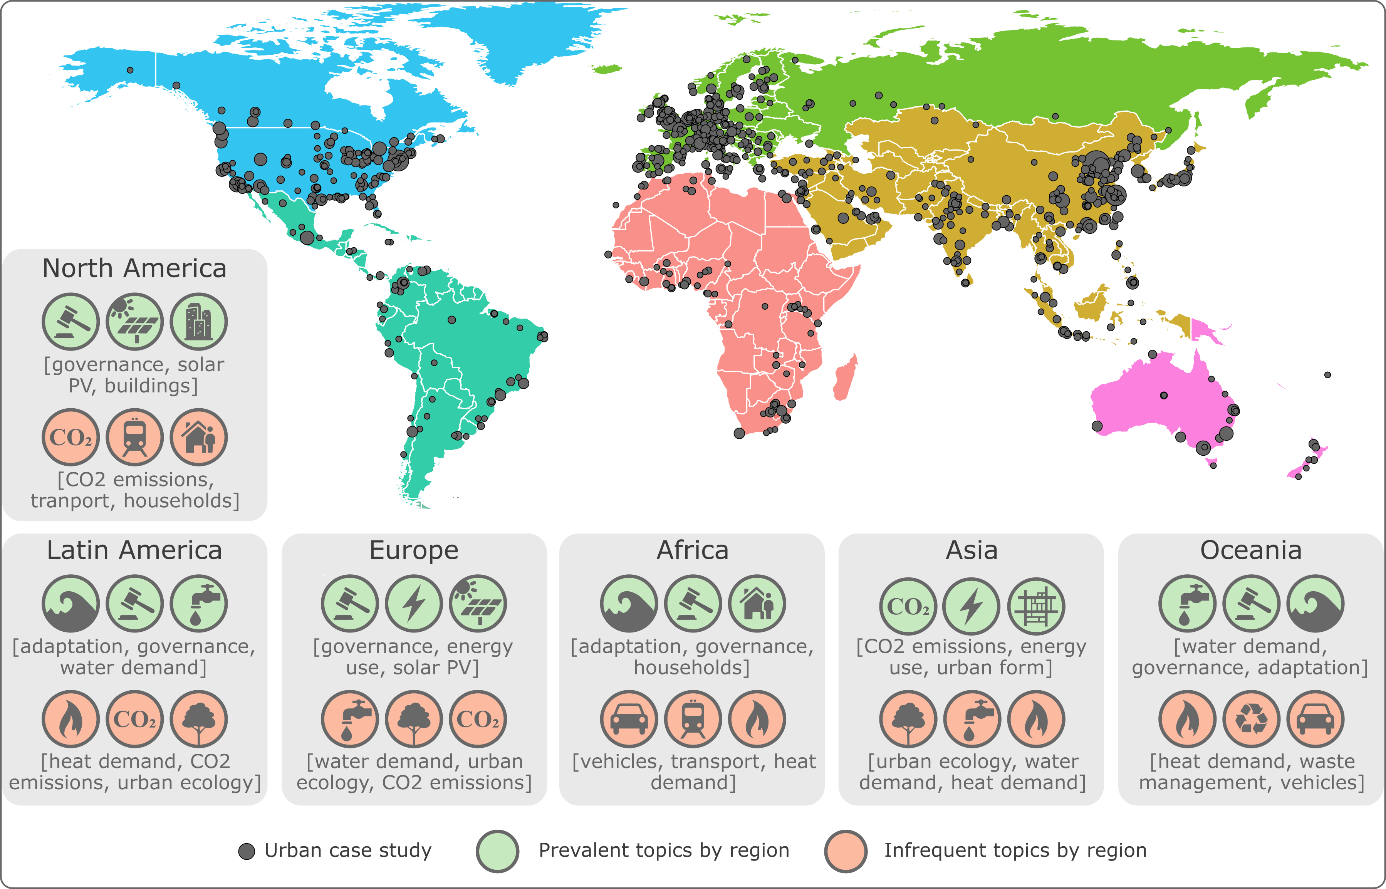 North America
[governance, solar
PV, buildings]
CO₂
[CO2 emissions,
tranport, households]
Latin America
[adaptation, governance,
water demand]
CO₂
[heat demand, CO2
emissions, urban ecology]
Europe
[governance, energy
use, solar PV]
CO₂
[water demand, urban
ecology, CO2 emissions]
Africa
[adaptation, governance,
households]
[vehicles, transport, heat
demand]
Asia
CO₂
[CO2 emissions, energy
use, urban form]
[urban ecology, water
demand, heat demand]
Oceania
[water demand,
governance, adaptation]
[heat demand, waste
management, vehicles]
Urban case study
Prevalent topics by region
Infrequent topics by region